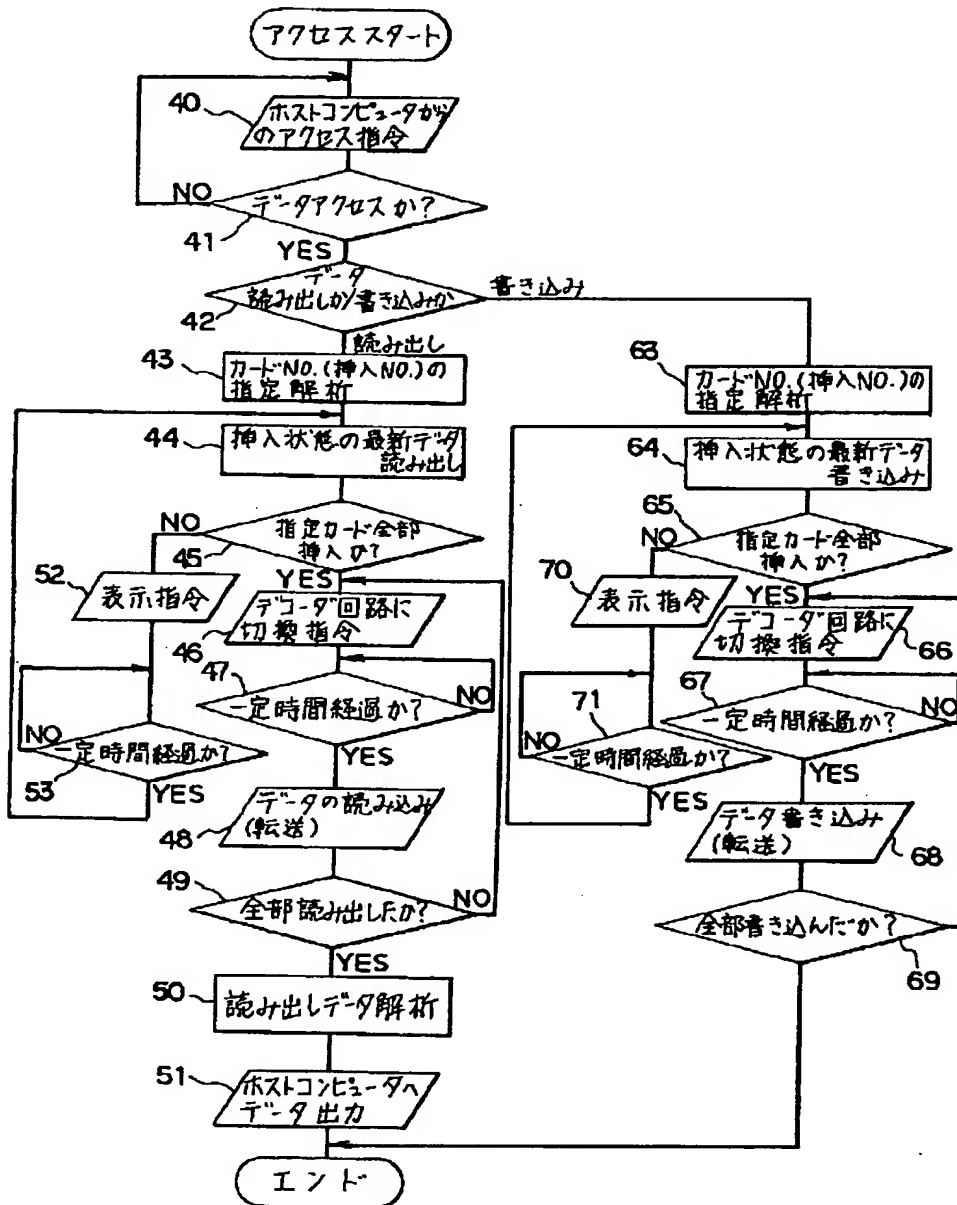 アクセススタート
40
ホストコンピュータから
のアクセス指令
NO
データアクセスか?
41
YES
データ
読み出しか/書き込みか
42
書き込み
読み出し
43
カードNO.(挿入NO.)の
指定解析
44
挿入状態の最新データ
読み出し
NO
指定カード全部
挿入か?
45
YES
52
表示指令
デコーダ回路に
切換指令
46
47
一定時間経過か?
NO
YES
NO
一定時間経過か?
53
YES
データの読み込み
(転送)
48
49
全部読み出したか?
NO
YES
50
読み出しデータ解析
51
ホストコンピュータへ
データ出力
エンド
63
カードNO.(挿入NO.)の
指定解析
64
挿入状態の最新データ
書き込み
65
NO
指定カード全部
挿入か?
YES
70
表示指令
デコーダ回路に
切換指令
66
67
一定時間経過か?
NO
YES
71
NO
一定時間経過か?
YES
データ書き込み
(転送)
68
全部書き込んだか?
69